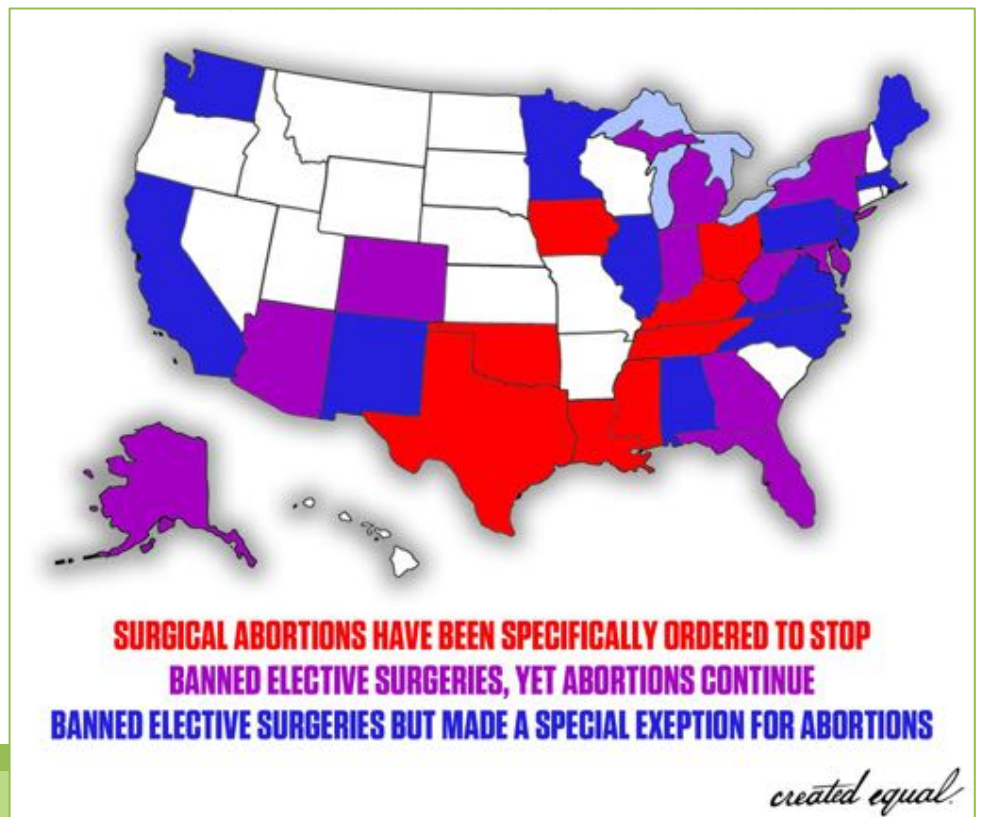 SURGICAL ABORTIONS HAVE BEEN SPECIFICALLY ORDERED TO STOP
BANNED ELECTIVE SURGERIES, YET ABORTIONS CONTINUE
BANNED ELECTIVE SURGERIES BUT MADE A SPECIAL EXEPTION FOR ABORTIONS
created equal.